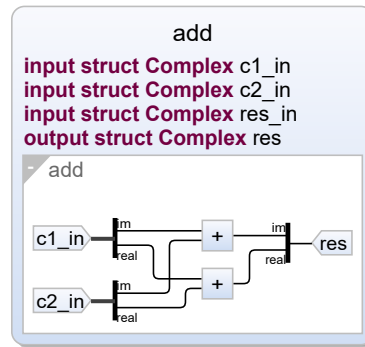 add
input struct Complex c1_in
input struct Complex c2_in
input struct Complex res_in
output struct Complex res
- add
c1_in
im
real
+
im
real
res
c2_in
im
real
+